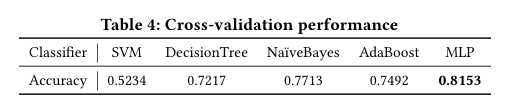 Table 4: Cross-validation performance
Classifier SVM DecisionTree NaïveBayes AdaBoost MLP
Accuracy 0.5234 0.7217 0.7713 0.7492 0.8153